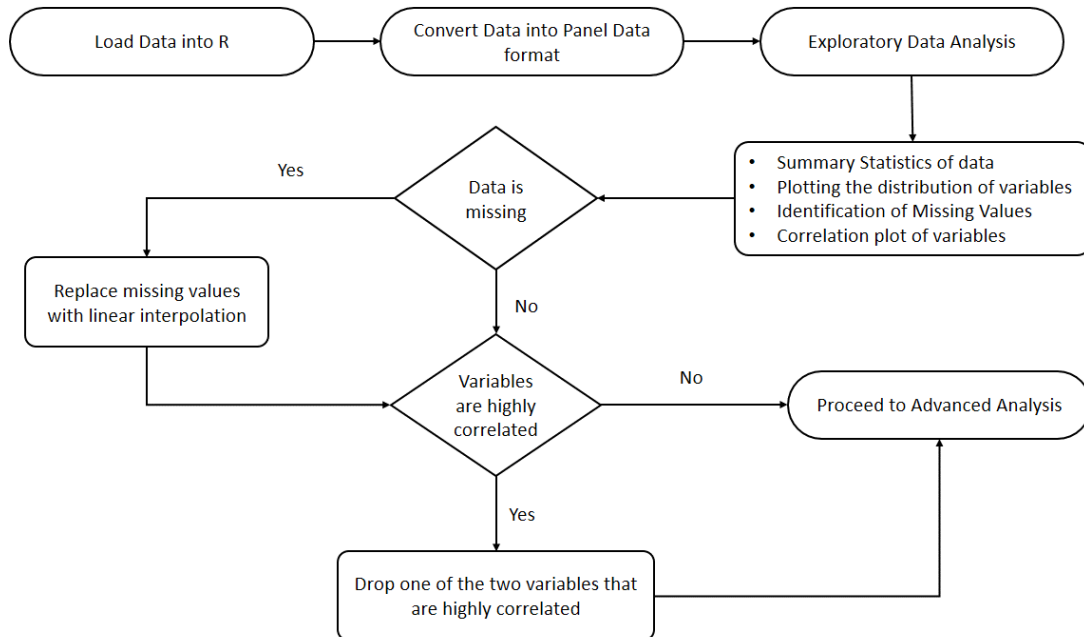 Load Data into R
Convert Data into Panel Data
format
Exploratory Data Analysis
• Summary Statistics of data
• Plotting the distribution of variables
• Identification of Missing Values
• Correlation plot of variables
Data is
missing
Yes
Replace missing values
with linear interpolation
No
Variables
are highly
correlated
No
Proceed to Advanced Analysis
Yes
Drop one of the two variables that
are highly correlated